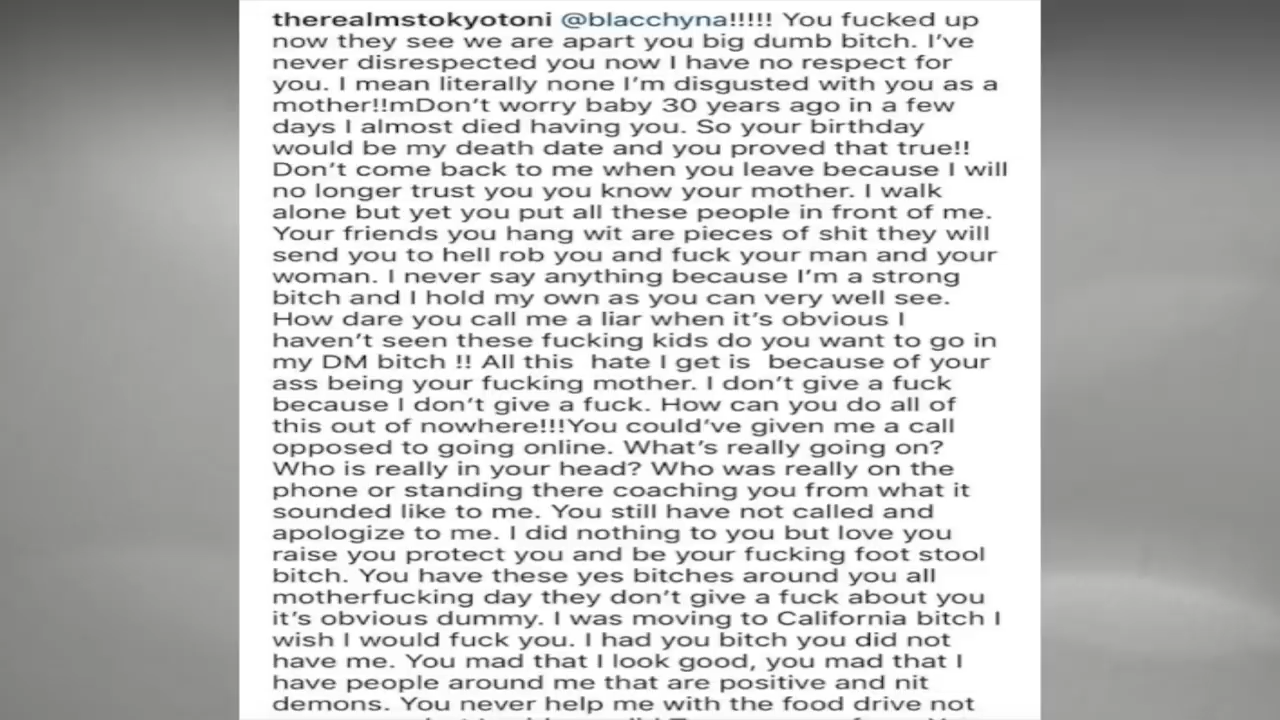 therealmstokyotoni @blacchyna!!!!! You fucked up
now they see we are apart you big dumb bitch. I've
never disrespected you now I have no respect for
you. I mean literally none I'm disgusted with you as a
mother!!mDon't worry baby 30 years ago in a few
days I almost died having you. So your birthday
would be my death date and you proved that true!!
Don't come back to me when you leave because I will
no longer trust you you know your mother. I walk
alone but yet you put all these people in front of me.
Your friends you hang wit are pieces of shit they will
send you to hell rob you and fuck your man and your
woman. I never say anything because I'm a strong
bitch and I hold my own as you can very well see.
How dare you call me a liar when it's obvious I
haven't seen these fucking kids do you want to go in
my DM bitch !! All this hate I get is because of your
ass being your fucking mother. I don't give a fuck
because I don't give a fuck. How can you do all of
this out of nowhere!!!You could've given me a call
opposed to going online. What's really going on?
Who is really in your head? Who was really on the
phone or standing there coaching you from what it
sounded like to me. You still have not called and
apologize to me. I did nothing to you but love you
raise you protect you and be your fucking foot stool
bitch. You have these yes bitches around you all
motherfucking day they don't give a fuck about you
it's obvious dummy. I was moving to California bitch I
wish I would fuck you. I had you bitch you did not
have me. You mad that I look good, you mad that I
have people around me that are positive and nit
demons. You never help me with the food drive not